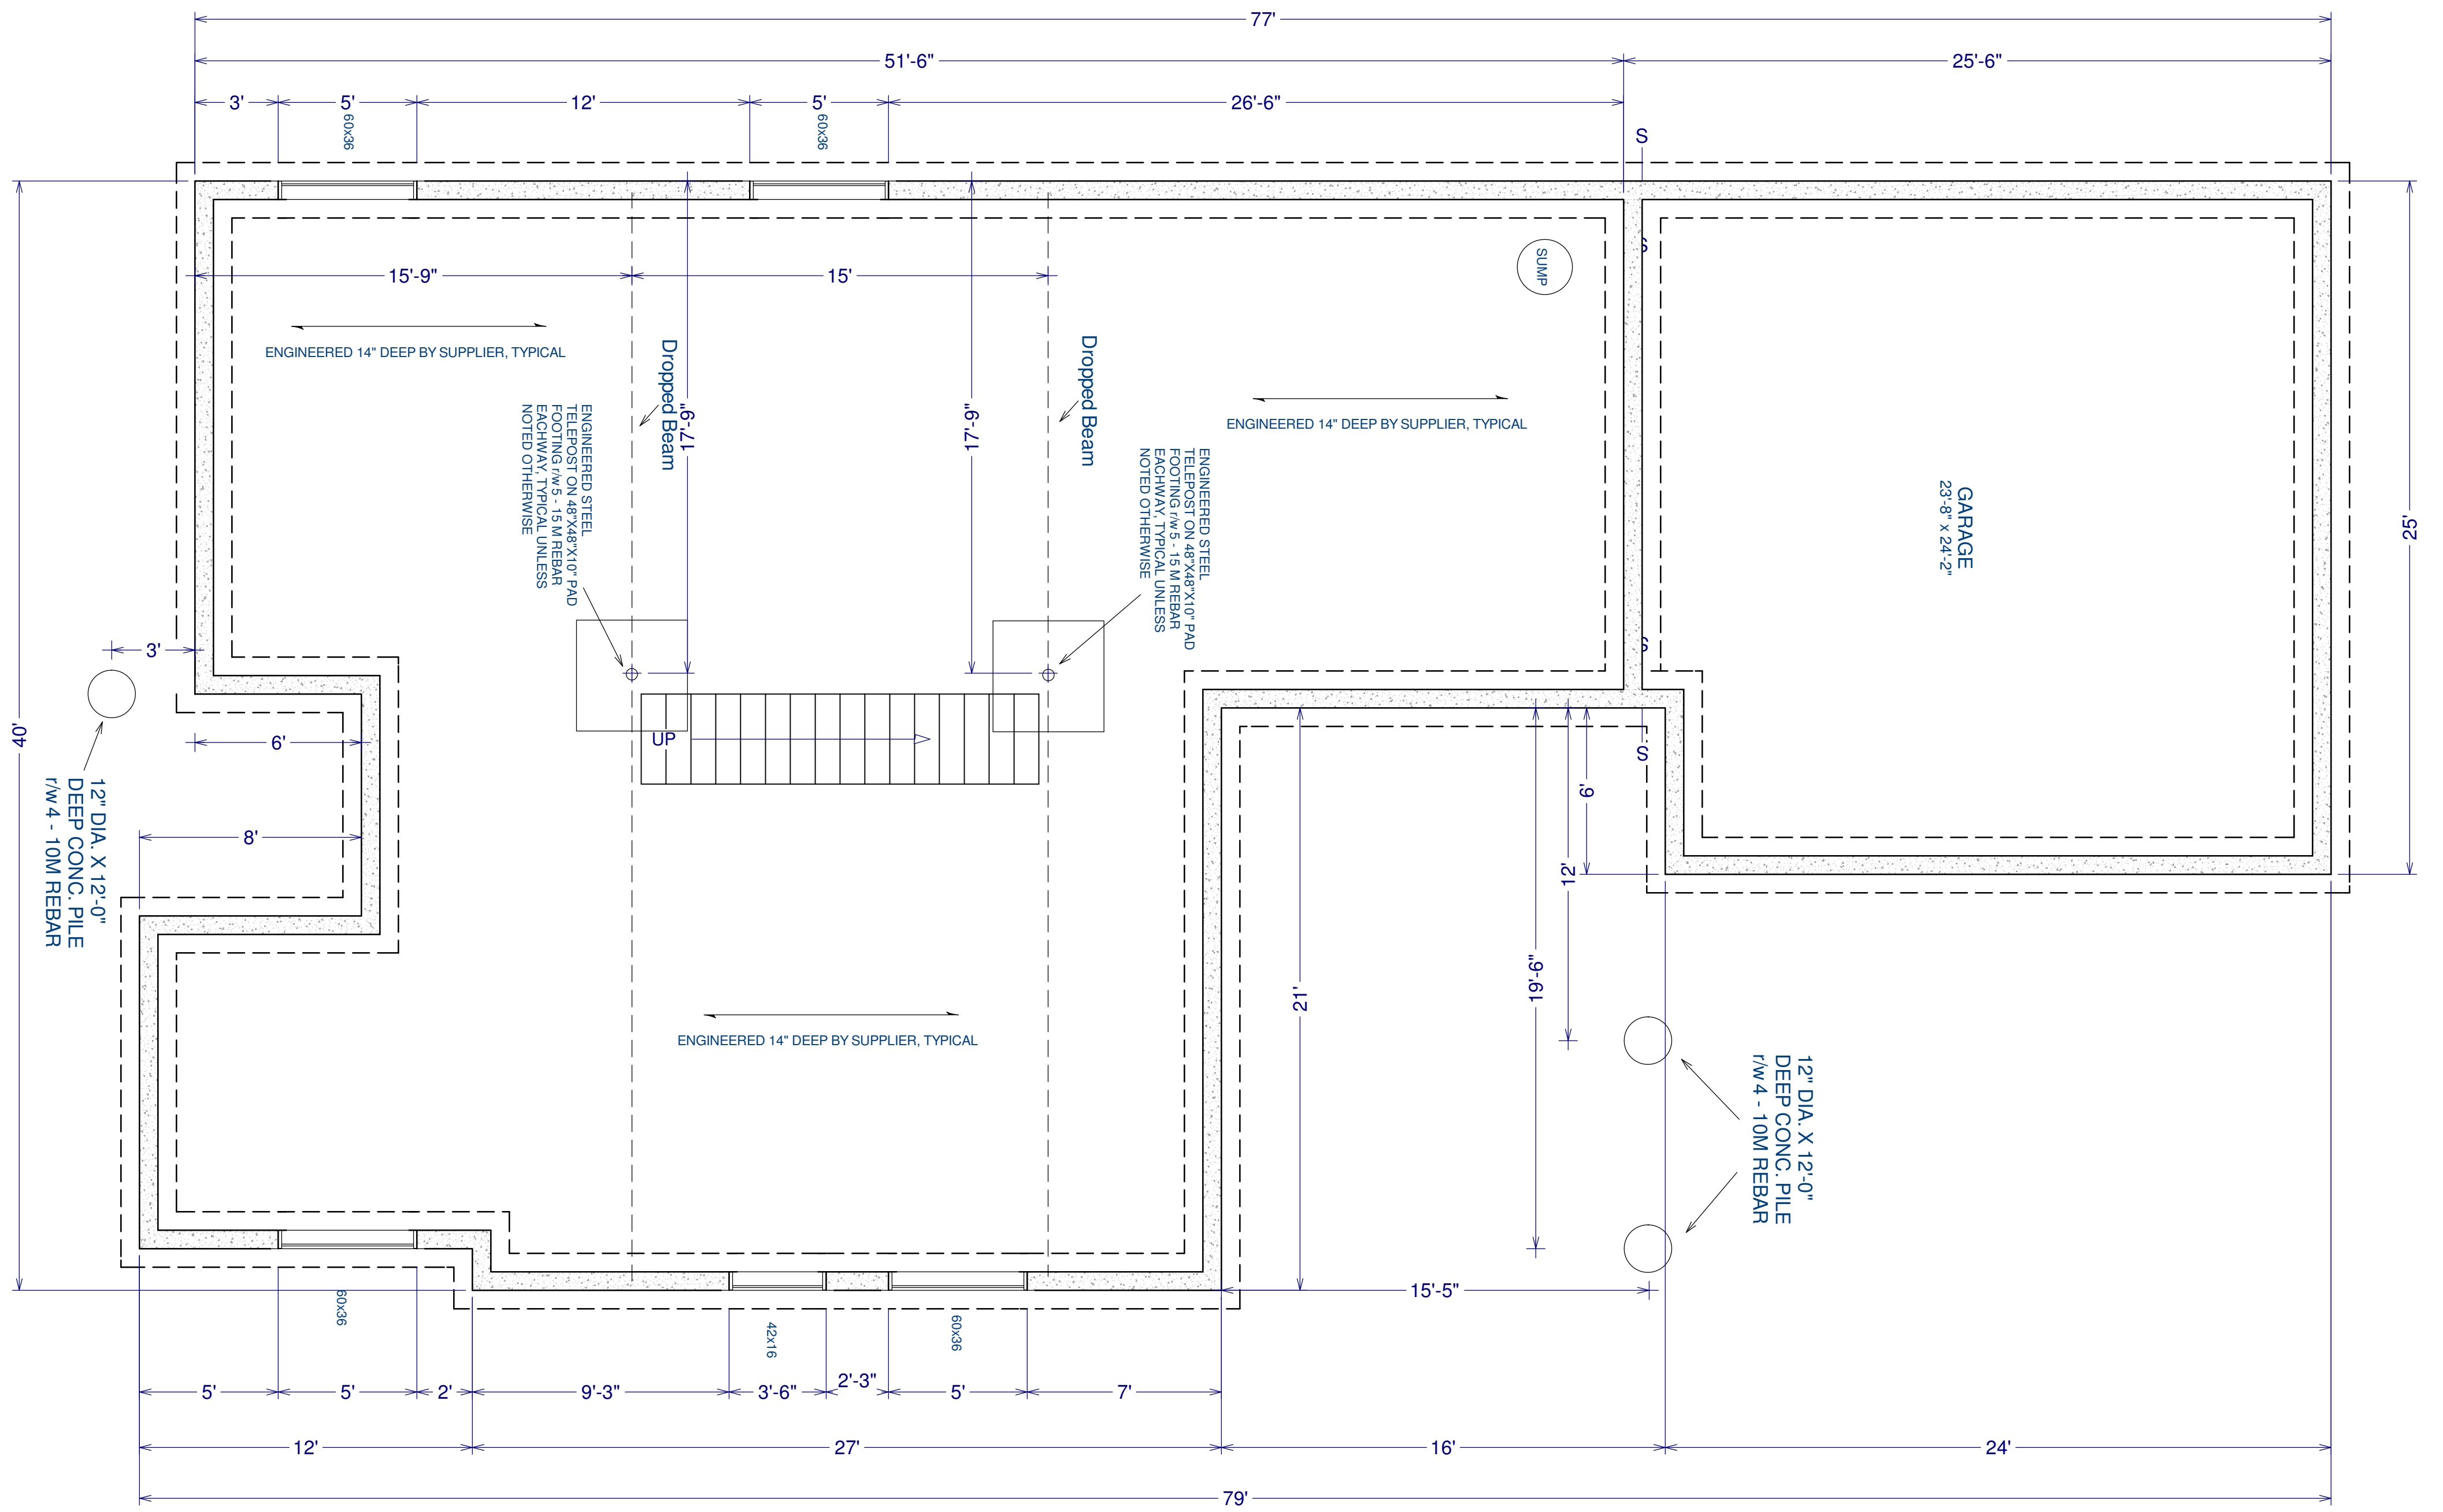 77'
51'-6"
25'-6"
3'
5'
12'
5'
26'-6"
60x36
60x36
S
S
SUMP
15'-9"
15'
ENGINEERED 14" DEEP BY SUPPLIER, TYPICAL
Dropped Beam
17'-9"
17'-9"
Dropped Beam
ENGINEERED 14" DEEP BY SUPPLIER, TYPICAL
ENGINEERED STEEL
TELEPOST ON 48"X48"X10" PAD
FOOTING r/w 5 - 15 M REBAR
EACHWAY, TYPICAL UNLESS
NOTED OTHERWISE
ENGINEERED STEEL
TELEPOST ON 48"X48"X10" PAD
FOOTING r/w 5 - 15 M REBAR
EACHWAY, TYPICAL UNLESS
NOTED OTHERWISE
GARAGE
23'-8" x 24'-2"
25'
3'
S
40'
6'
UP
S
6'
8'
12'
12" DIA. X 12'-0"
DEEP CONC. PILE
r/w 4 - 10M REBAR
21'
19'-6"
ENGINEERED 14" DEEP BY SUPPLIER, TYPICAL
12" DIA. X 12'-0"
DEEP CONC. PILE
r/w 4 - 10M REBAR
15'-5"
60x36
42x16
60x36
5'
5'
2'
9'-3"
3'-6"
2'-3"
5'
7'
12'
27'
16'
24'
79'